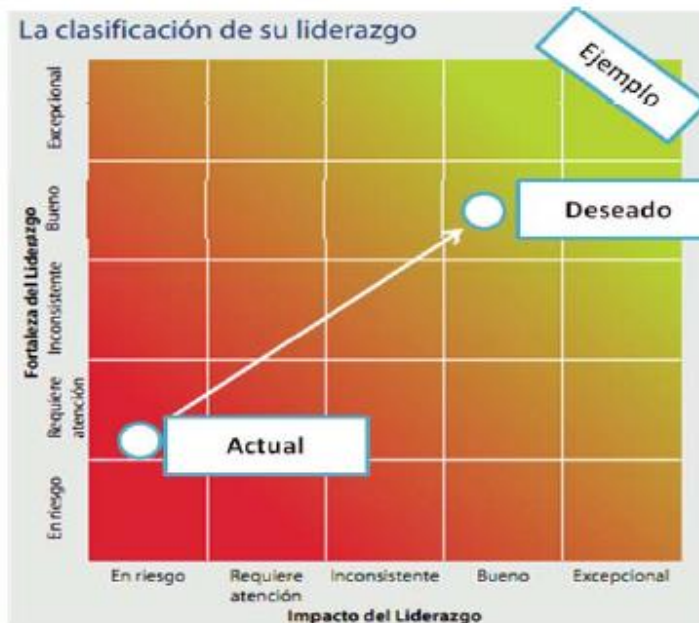 La clasificación de su liderazgo
Ejemplo
Fortaleza del Liderazgo
Excepcional
Bueno
Inconsistente
Requiere
atención
En riesgo
Deseado
Actual
En riesgo
Requiere
atención
Inconsistente
Bueno
Excepcional
Impacto del Liderazgo